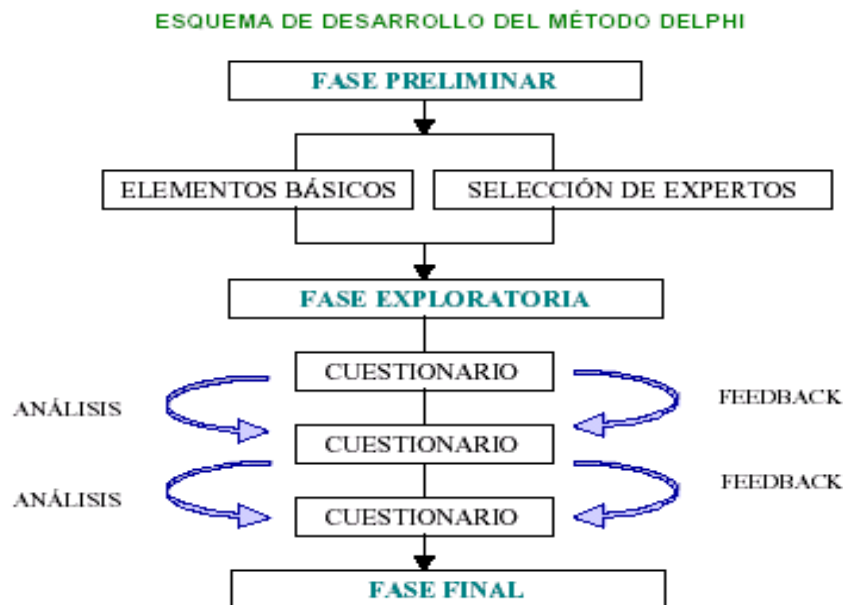 ESQUEMA DE DESARROLLO DEL MÉTODO DELPHI
FASE PRELIMINAR
ELEMENTOS BÁSICOS
SELECCIÓN DE EXPERTOS
FASE EXPLORATORIA
CUESTIONARIO
ANÁLISIS
FEEDBACK
CUESTIONARIO
ANÁLISIS
FEEDBACK
CUESTIONARIO
FASE FINAL